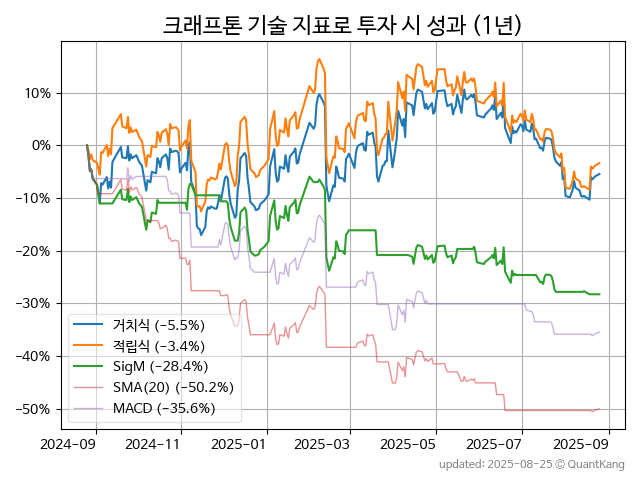 크래프톤 기술 지표로 투자 시 성과 (1년)
10%
0%
−10%
−20%
−30%
−40%
−50%
거치식 (−5.5%)
적립식 (−3.4%)
SigM (−28.4%)
SMA(20) (−50.2%)
MACD (−35.6%)
2024-09 2024-11 2025-01 2025-03 2025-05 2025-07 2025-09
updated: 2025-08-25 © QuantKang